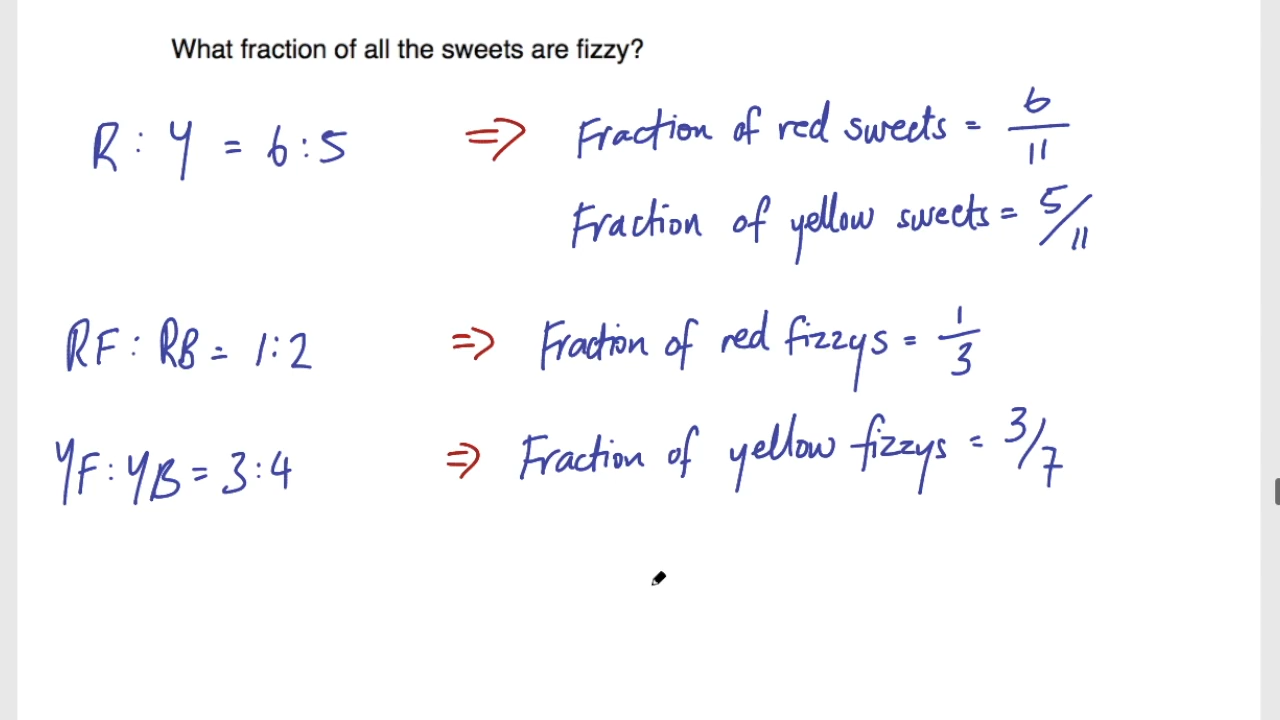 What fraction of all the sweets are fizzy?
R : Y = 6 : 5 ⇒ Fraction of red sweets = 6/11
Fraction of yellow sweets = 5/11
RF : RB = 1 : 2 ⇒ Fraction of red fizzys = 1/3
YF : YB = 3 : 4 ⇒ Fraction of yellow fizzys = 3/7